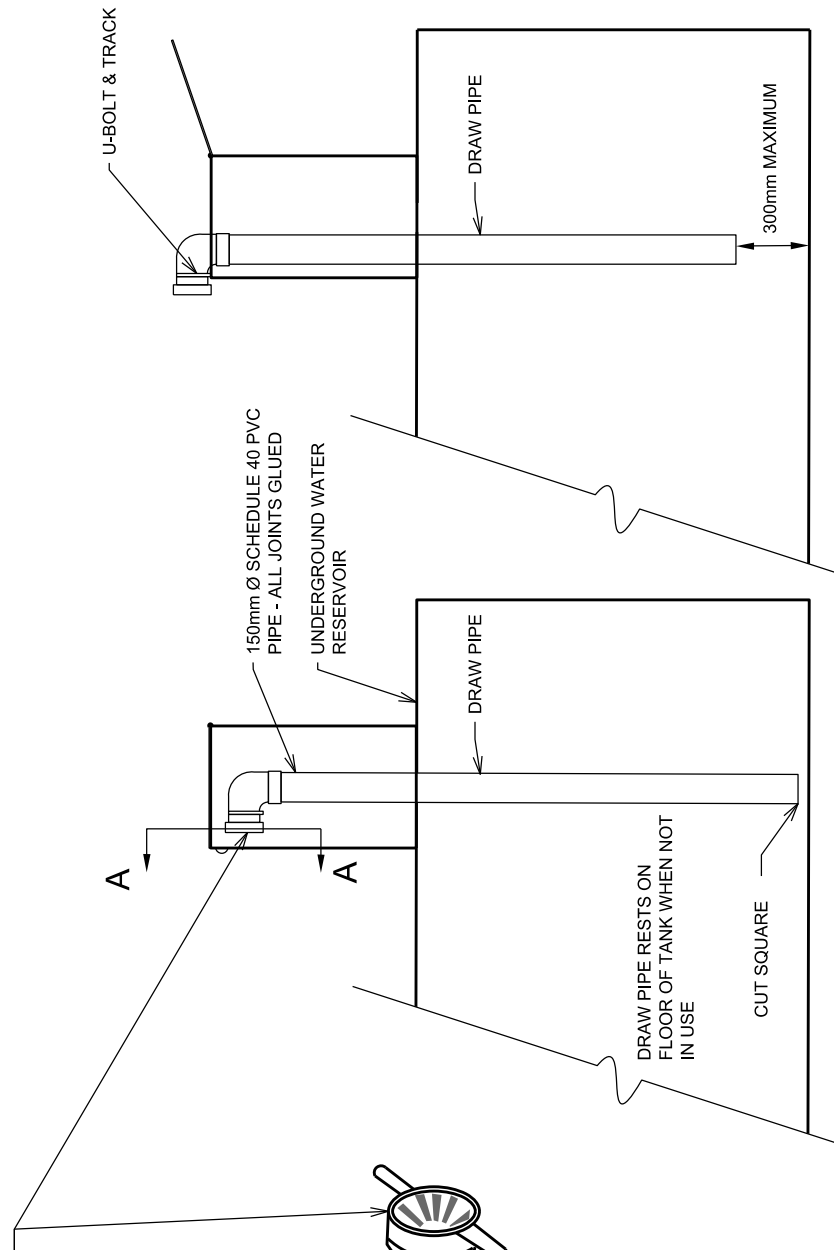 U-BOLT & TRACK
DRAW PIPE
300mm MAXIMUM
150mm Ø SCHEDULE 40 PVC
PIPE - ALL JOINTS GLUED
UNDERGROUND WATER
RESERVOIR
DRAW PIPE
A
A
DRAW PIPE RESTS ON
FLOOR OF TANK WHEN NOT
IN USE
CUT SQUARE